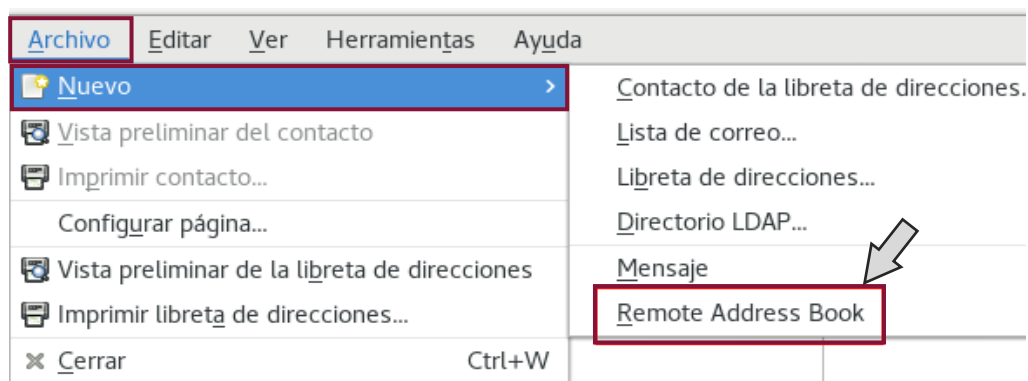 Archivo Editar Ver Herramientas Ayuda
Nuevo
Vista preliminar del contacto
Imprimir contacto...
Configurar página...
Vista preliminar de la libreta de direcciones
Imprimir libreta de direcciones...
Cerrar Ctrl+W
Contacto de la libreta de direcciones.
Lista de correo...
Libreta de direcciones...
Directorio LDAP...
Mensaje
Remote Address Book